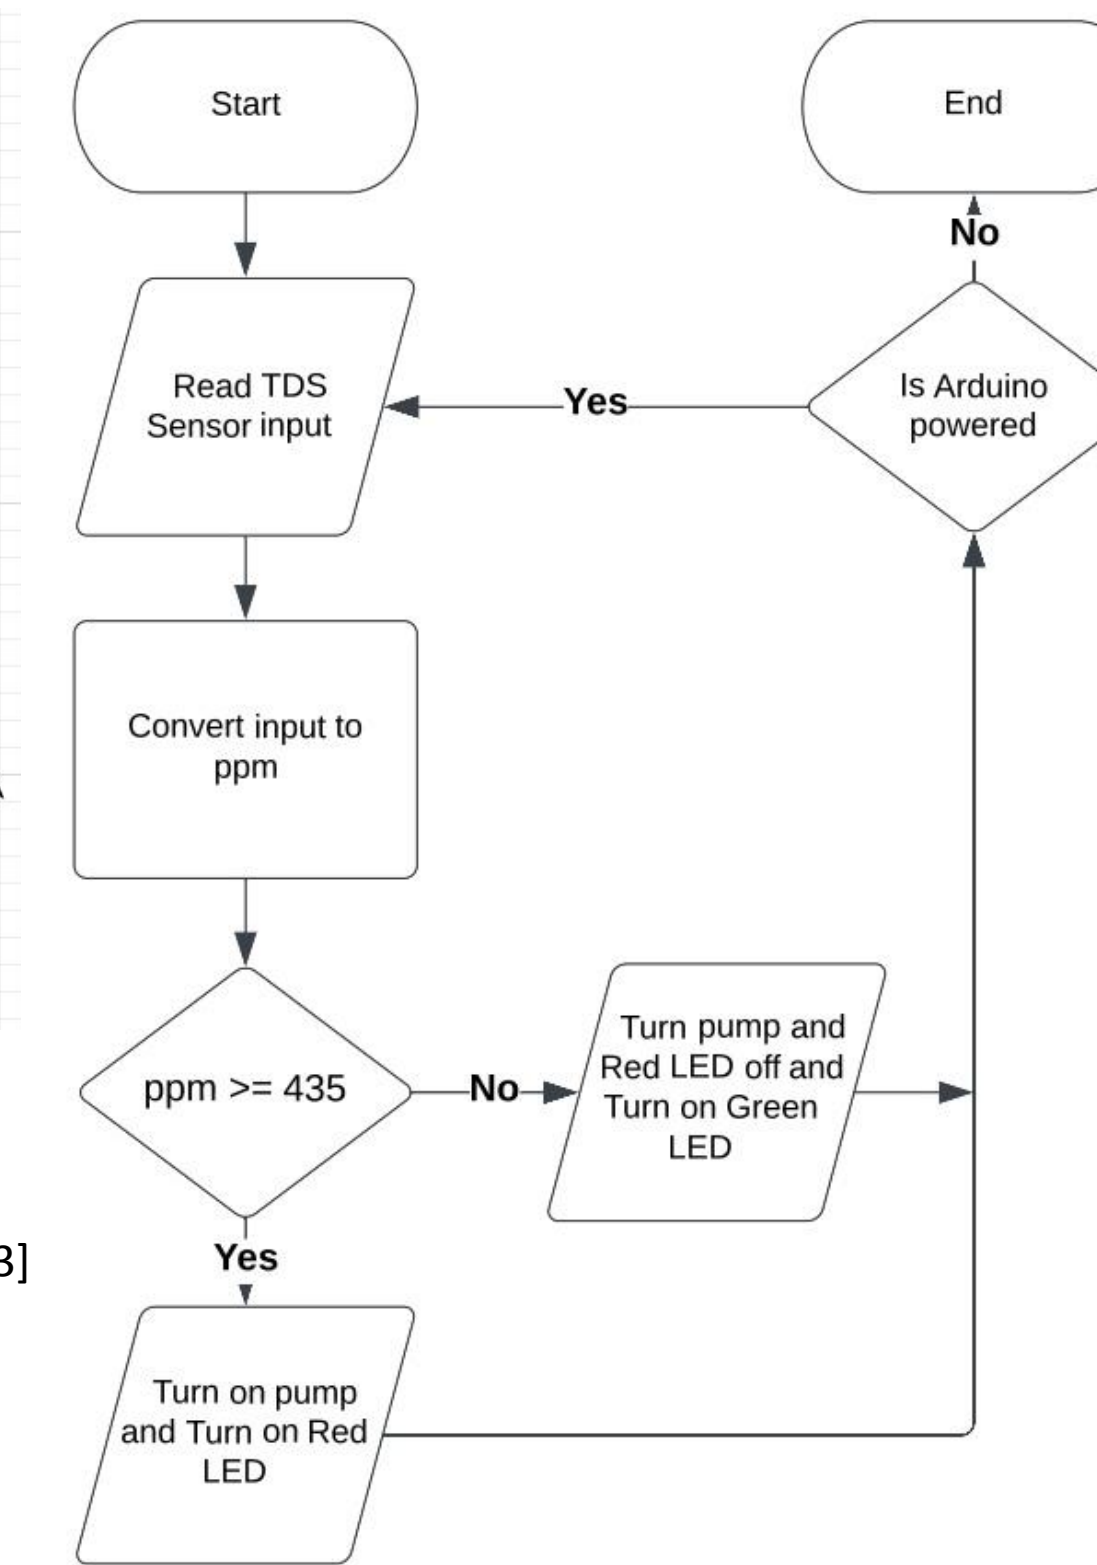 Start
Read TDS
Sensor input
Convert input to
ppm
ppm >= 435
No
Turn pump and
Red LED off and
Turn on Green
LED
Yes
Turn on pump
and Turn on Red
LED
Is Arduino
powered
Yes
No
End
3]